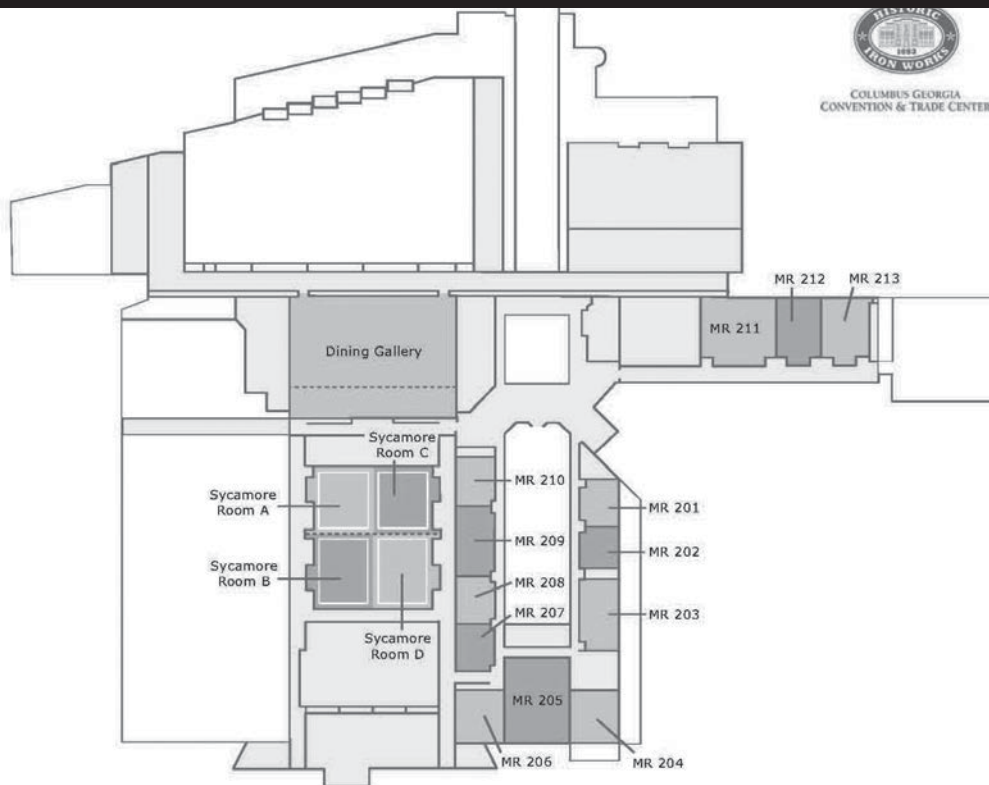 HISTORIC
1853
IRON WORKS
COLUMBUS GEORGIA
CONVENTION & TRADE CENTER
MR 212
MR 213
MR 211
Dining Gallery
Sycamore
Room C
Sycamore
Room A
MR 210
MR 201
MR 209
MR 202
Sycamore
Room B
MR 208
MR 207
MR 203
Sycamore
Room D
MR 205
MR 206
MR 204